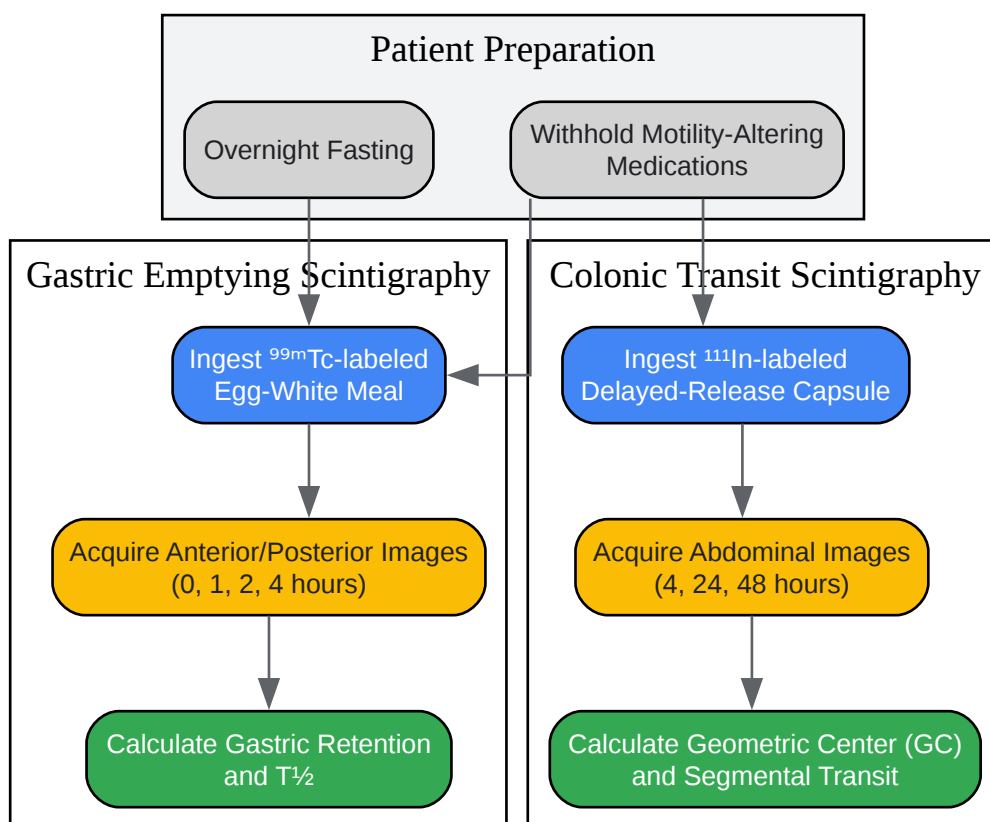 Patient Preparation
Overnight Fasting
Withhold Motility-Altering
Medications
Gastric Emptying Scintigraphy
Ingest ⁹⁹ᵐTc-labeled
Egg-White Meal
Acquire Anterior/Posterior Images
(0, 1, 2, 4 hours)
Calculate Gastric Retention
and T½
Colonic Transit Scintigraphy
Ingest ¹¹¹In-labeled
Delayed-Release Capsule
Acquire Abdominal Images
(4, 24, 48 hours)
Calculate Geometric Center (GC)
and Segmental Transit